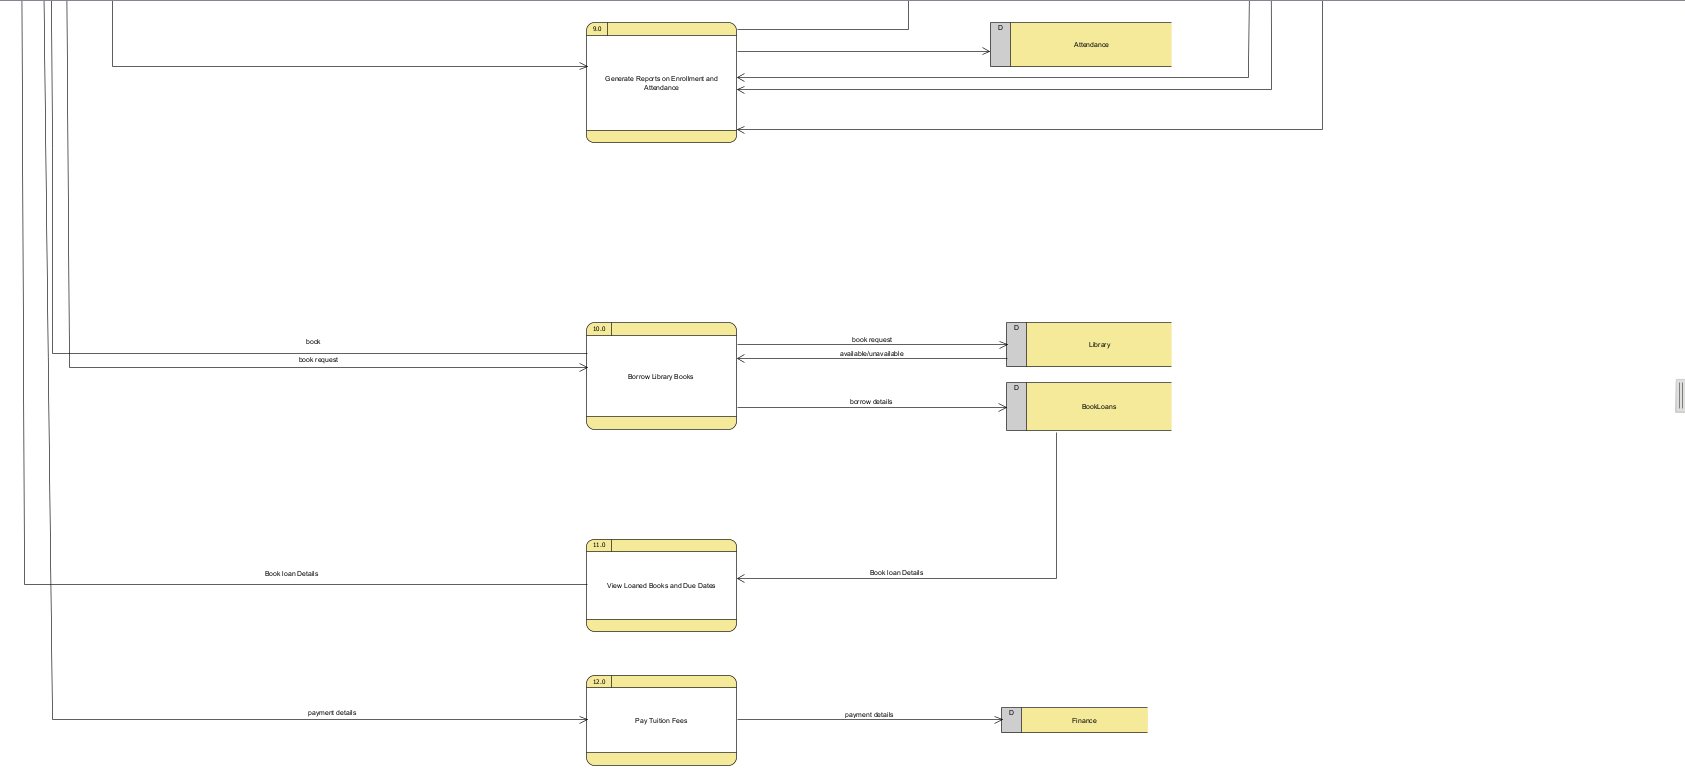 9.0
D
Attendance
Generate Reports on Enrollment and
Attendance
10.0
D
book
book request
Library
available/unavailable
book request
Borrow Library Books
D
borrow details
BookLoans
11.0
Book loan Details
Book loan Details
View Loaned Books and Due Dates
12.0
payment details
Pay Tuition Fees
payment details
D
Finance